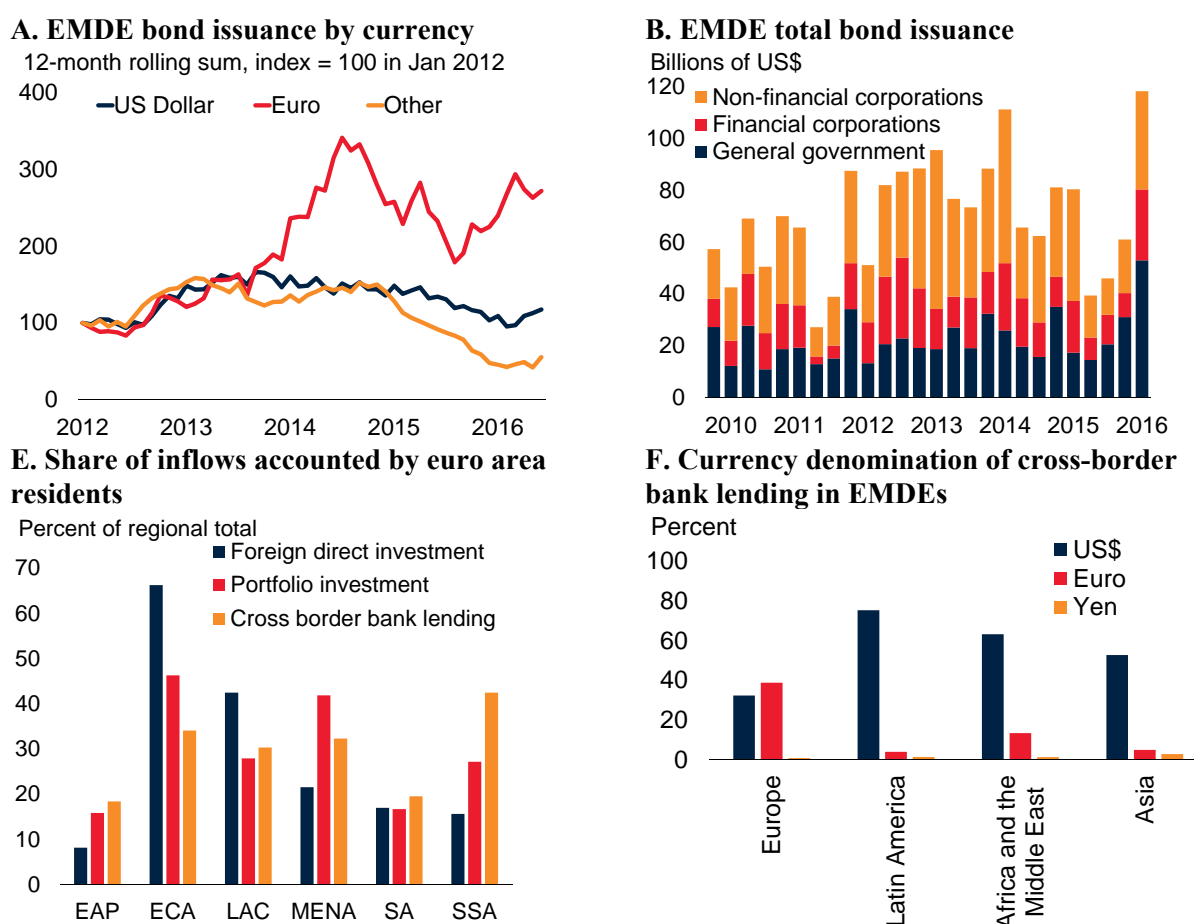 A. EMDE bond issuance by currency
12-month rolling sum, index = 100 in Jan 2012
400
US Dollar Euro Other
300
200
100
0
2012 2013 2014 2015 2016
B. EMDE total bond issuance
Billions of US$
120
Non-financial corporations
100
Financial corporations
General government
80
60
40
20
0
2010 2011 2012 2013 2014 2015 2016
E. Share of inflows accounted by euro area
residents
Percent of regional total
Foreign direct investment
70
Portfolio investment
60
Cross border bank lending
50
40
30
20
10
0
EAP ECA LAC MENA SA SSA
F. Currency denomination of cross-border
bank lending in EMDEs
Percent
100
US$
Euro
80
Yen
60
40
20
0
Europe
Latin America
Africa and the
Middle East
Asia